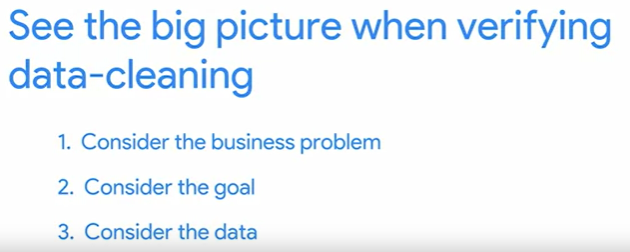 See the big picture when verifying
data-cleaning
1. Consider the business problem
2. Consider the goal
3. Consider the data